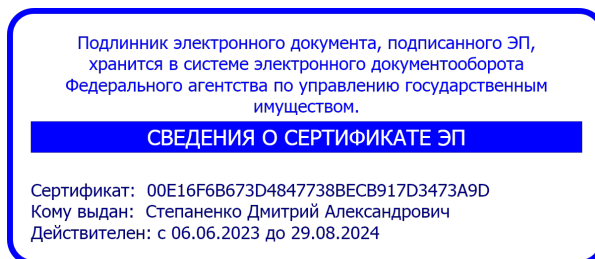 Подлинник электронного документа, подписанного ЭП,
хранится в системе электронного документооборота
Федерального агентства по управлению государственным
имуществом.
СВЕДЕНИЯ О СЕРТИФИКАТЕ ЭП
Сертификат: 00E16F6B673D4847738BECB917D3473A9D
Кому выдан: Степаненко Дмитрий Александрович
Действителен: с 06.06.2023 до 29.08.2024